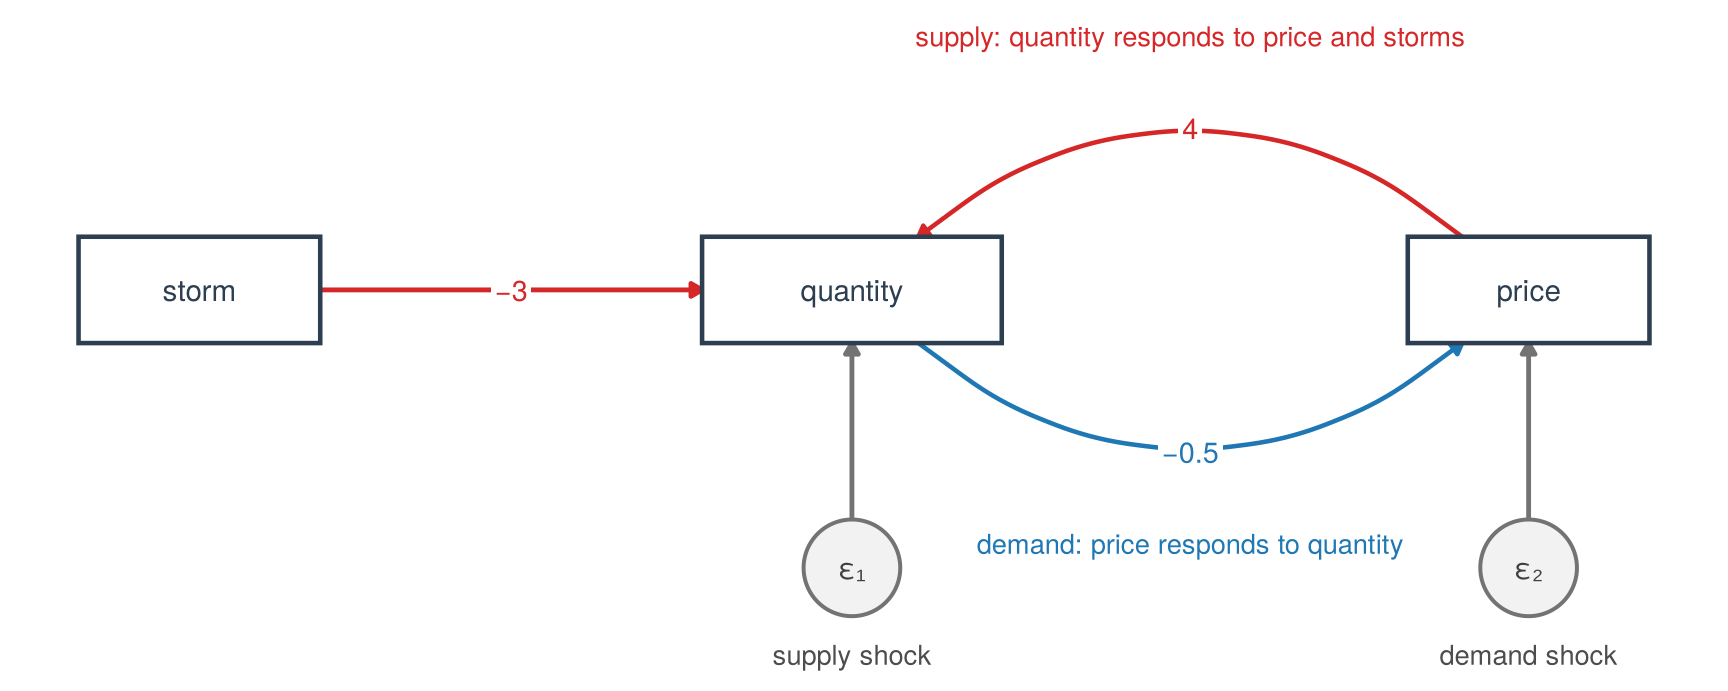 supply: quantity responds to price and storms
4
storm
−3
quantity
price
−0.5
demand: price responds to quantity
ε₁
ε₂
supply shock
demand shock